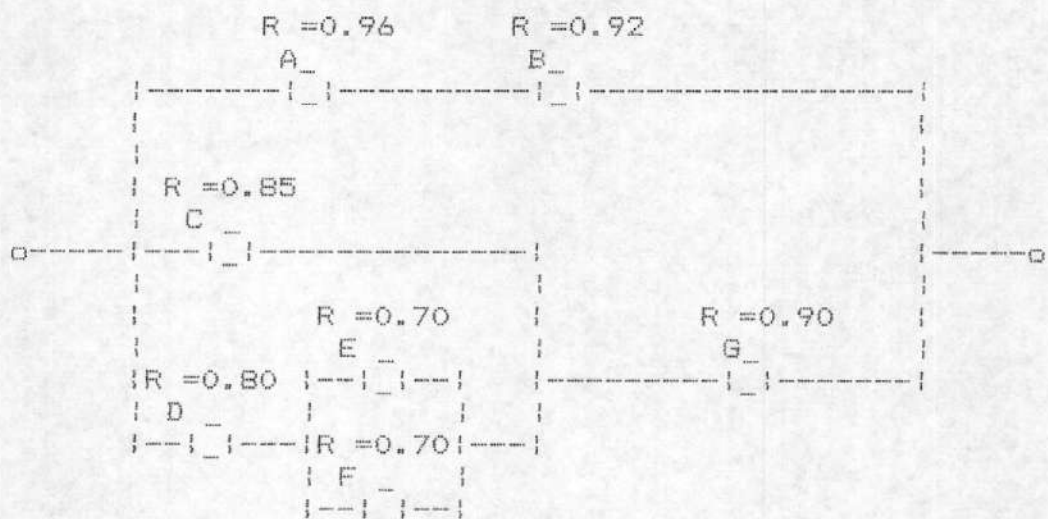 R =0.96 R =0.92
A B
R =0.85
C
R =0.70 R =0.90
E G
R =0.80
D
R =0.70
F